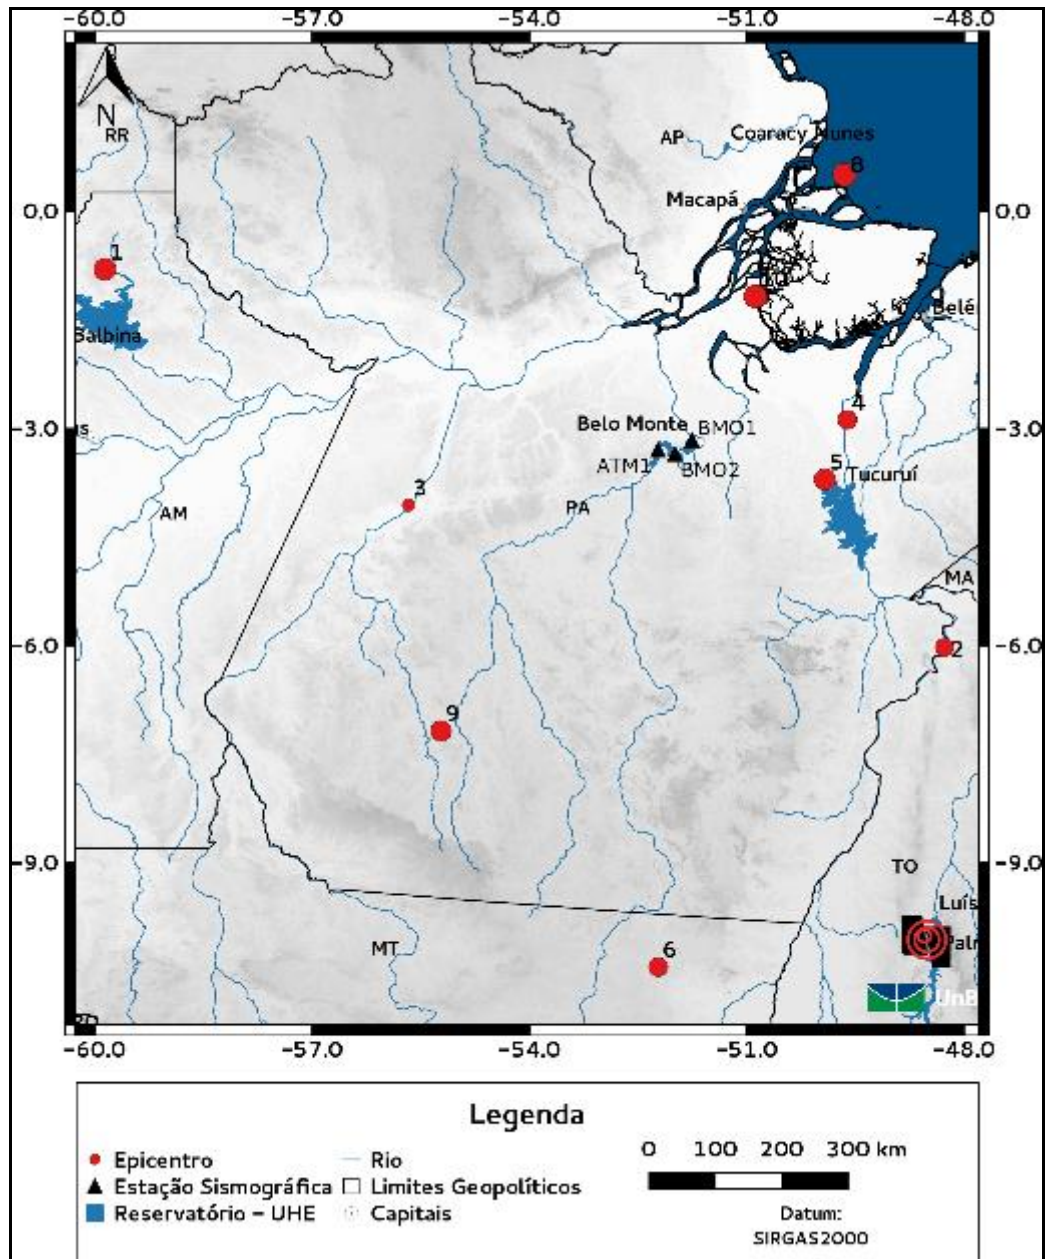 -60.0 -57.0 -54.0 -51.0 -48.0
N
RR
AP
Coaracy Nunes
8
Macapá
0,0 0,0
1
Belé
Balbina
4
-3.0 -3.0
Belo Monte BMO1
ATM1 BMO2
5 Tucuruí
3
PA
AM
MA
-6.0 -6.0
2
9
-9.0 -9.0
TO
Luís
MT
6
Palr
UnB
-60.0 -57.0 -54.0 -51.0 -48.0
Legenda
Epicentro
Rio
0 100 200 300 km
Estação Sismográfica
Limites Geopolíticos
Reservatório – UHE
Capitais
Datum:
SIRGAS2000